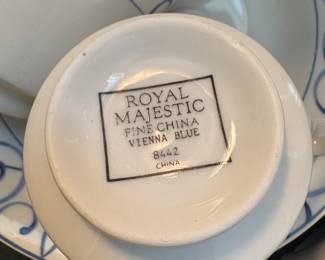 ROYAL
MAJESTIC
FINE CHINA
VIENNA BLUE
8442
CHINA